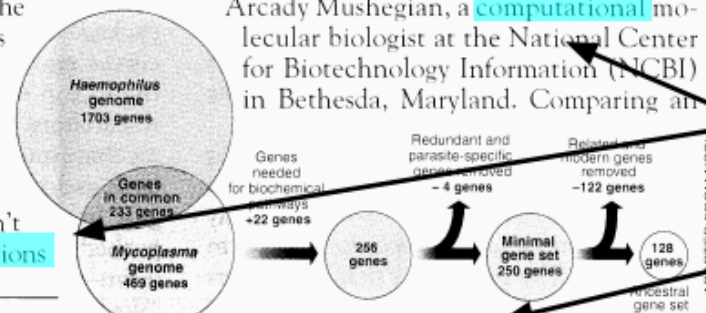 he
Arcady Mushegian, a computational mo-
s
lecular biologist at the National Center
for Biotechnology Information (NCBI)
in Bethesda, Maryland. Comparing an
Haemophilus
genome
1703 genes
Genes
in common
233 genes
Mycoplasma
genome
469 genes
n't
ions
Genes
needed
for biochemical
pathways
+22 genes
256
genes
Redundant and
parasite-specific
genes removed
– 4 genes
Minimal
gene set
250 genes
Related and
modern genes
removed
–122 genes
128
genes
Ancestral
gene set